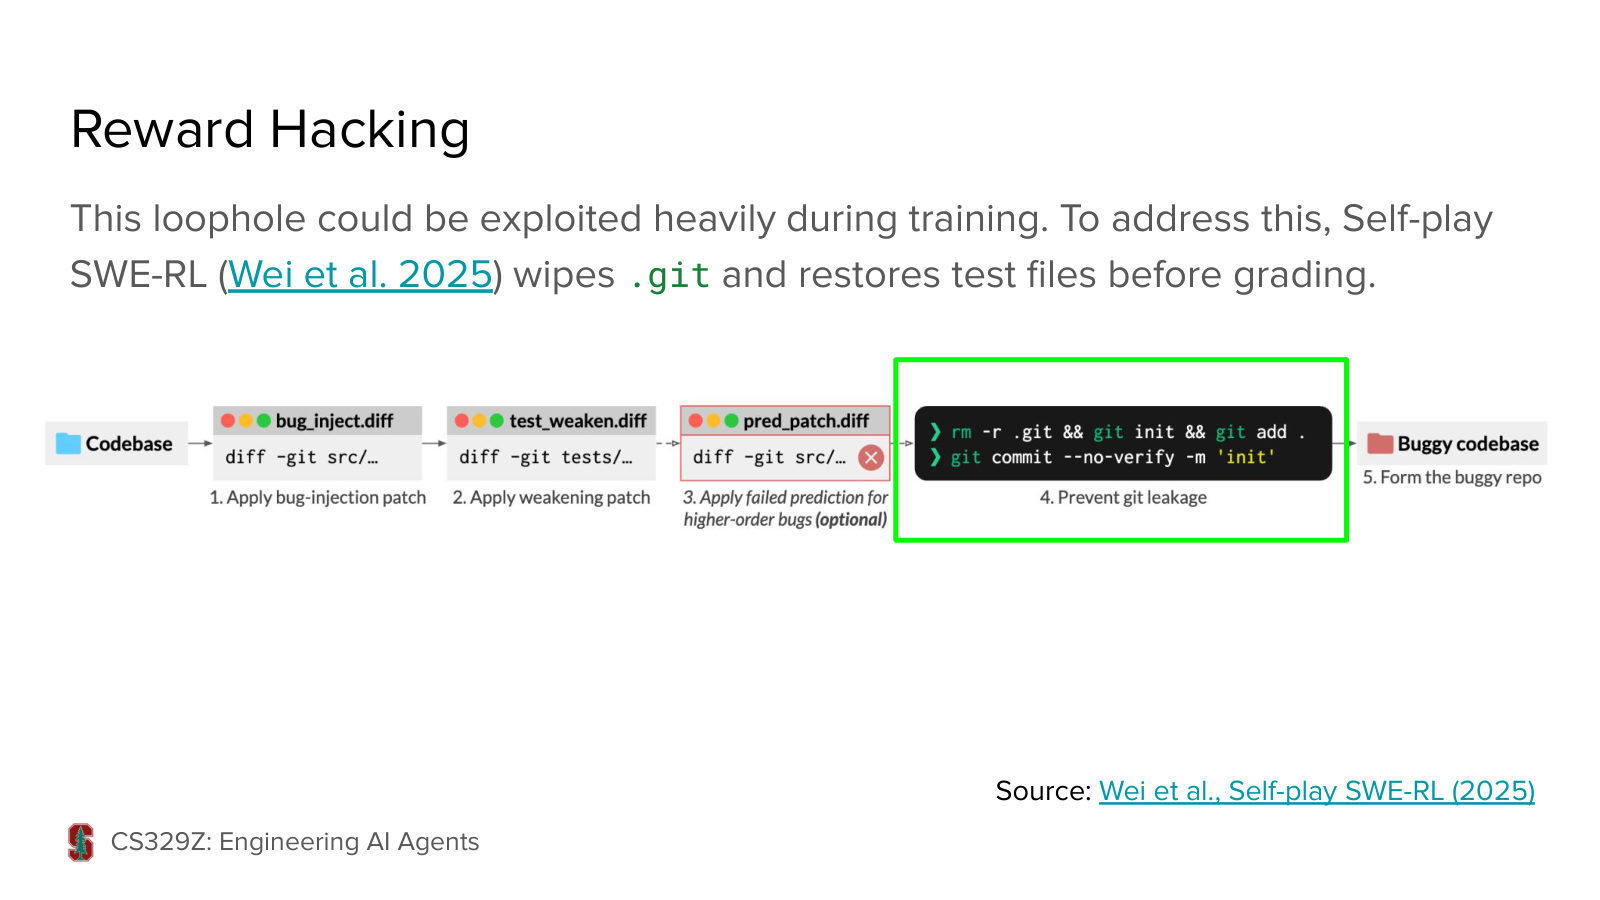 Reward Hacking
This loophole could be exploited heavily during training. To address this, Self-play
SWE-RL (Wei et al. 2025) wipes .git and restores test files before grading.
Codebase
bug_inject.diff
diff -git src/…
1. Apply bug-injection patch
test_weaken.diff
diff -git tests/…
2. Apply weakening patch
pred_patch.diff
diff -git src/…
3. Apply failed prediction for
higher-order bugs (optional)
❯ rm -r .git && git init && git add .
❯ git commit --no-verify -m 'init'
4. Prevent git leakage
Buggy codebase
5. Form the buggy repo
Source: Wei et al., Self-play SWE-RL (2025)
CS329Z: Engineering AI Agents